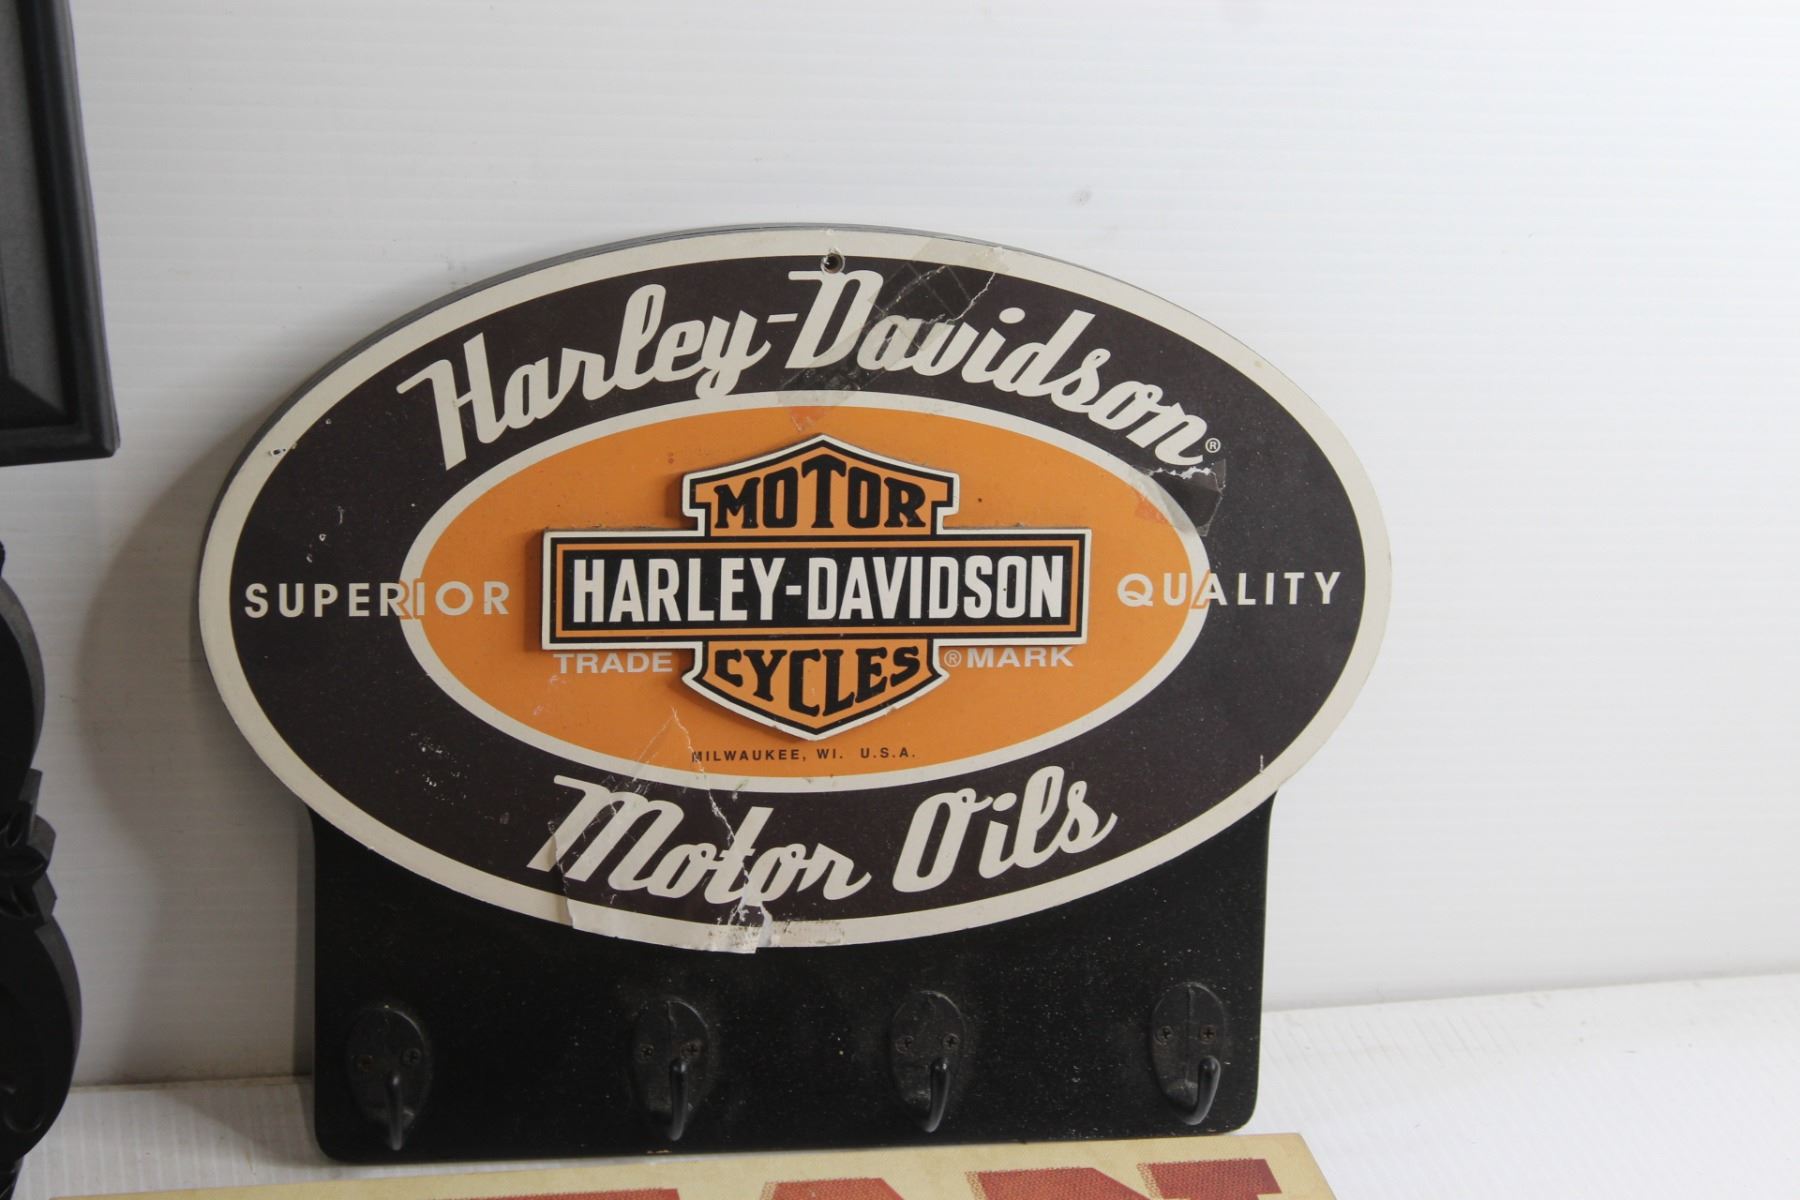 Harley-Davidson®
MOTOR
SUPERIOR HARLEY-DAVIDSON QUALITY
TRADE CYCLES ® MARK
MILWAUKEE, WI. U.S.A.
Motor Oils